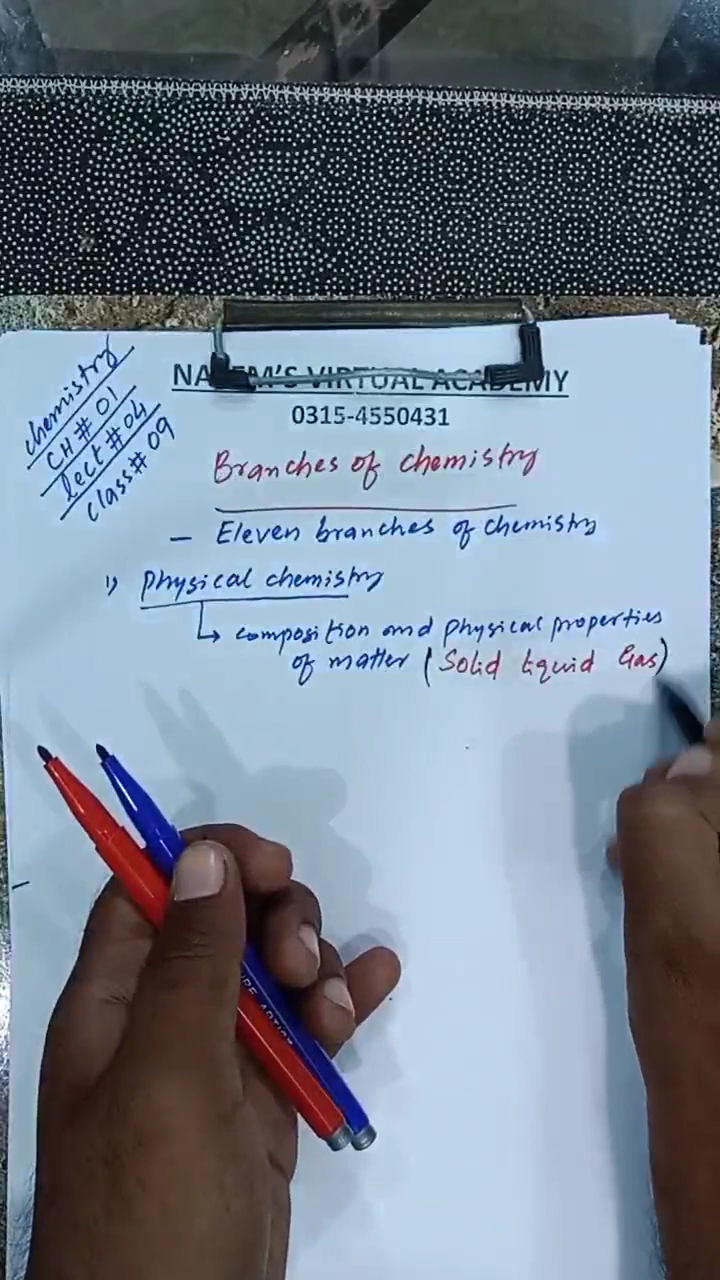 chemistry
CH # 01
lect # 04
class # 09
VIRTUAL ACADEMY
0315-4550431
Branches of chemistry
— Eleven branches of chemistry
1) Physical chemistry
↳ composition and physical properties
of matter (Solid liquid Gas)